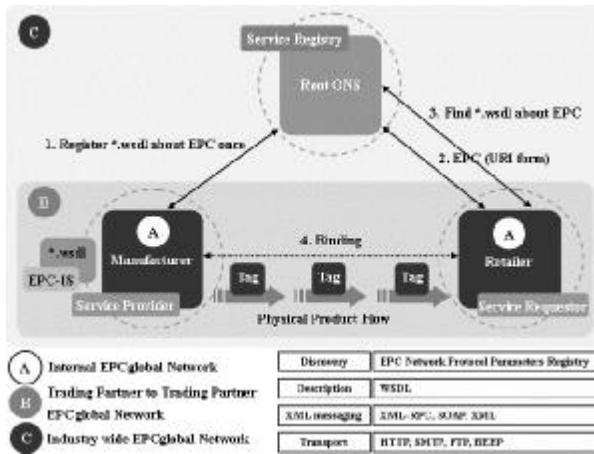 C
Service Registry
Root ONS
3. Find *.wsdl about EPC
1. Register *.wsdl about EPC once
2. EPC (URI form)
B
A
A
*.wsdl
Manufacturer
4. Binding
Retailer
EPC-IS
Tag
Tag
Tag
Service Provider
Service Requestor
Physical Product Flow
A Internal EPCglobal Network
B Trading Partner to Trading Partner
EPCglobal Network
C Industry wide EPCglobal Network
Discovery EPC Network Protocol Parameters Registry
Description WSDL
XML messaging XML-RPC, SOAP, XML
Transport HTTP, SMTP, FTP, BEEP